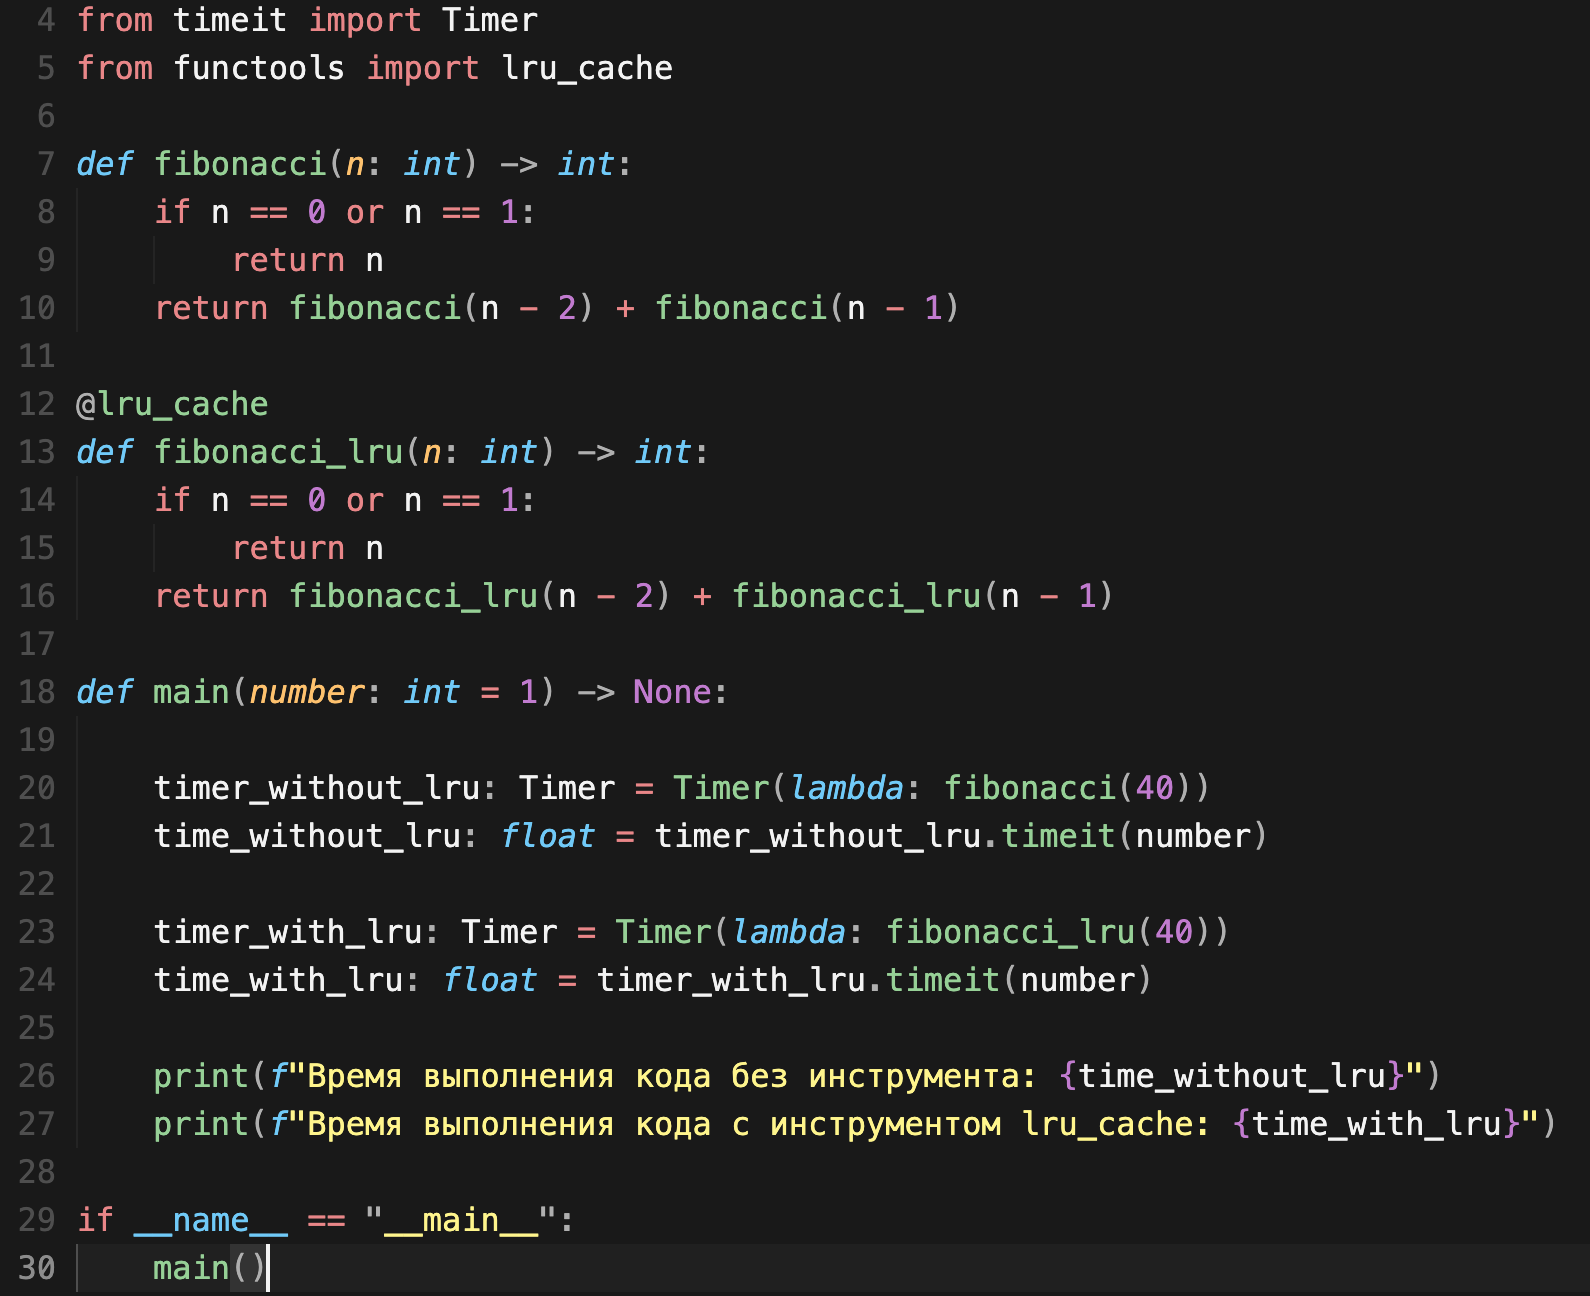 4 from timeit import Timer
5 from functools import lru_cache
6
7 def fibonacci(n: int) -> int:
8     if n == 0 or n == 1:
9         return n
10     return fibonacci(n - 2) + fibonacci(n - 1)
11
12 @lru_cache
13 def fibonacci_lru(n: int) -> int:
14     if n == 0 or n == 1:
15         return n
16     return fibonacci_lru(n - 2) + fibonacci_lru(n - 1)
17
18 def main(number: int = 1) -> None:
19
20     timer_without_lru: Timer = Timer(lambda: fibonacci(40))
21     time_without_lru: float = timer_without_lru.timeit(number)
22
23     timer_with_lru: Timer = Timer(lambda: fibonacci_lru(40))
24     time_with_lru: float = timer_with_lru.timeit(number)
25
26     print(f"Время выполнения кода без инструмента: {time_without_lru}")
27     print(f"Время выполнения кода с инструментом lru_cache: {time_with_lru}")
28
29 if __name__ == "__main__":
30     main()